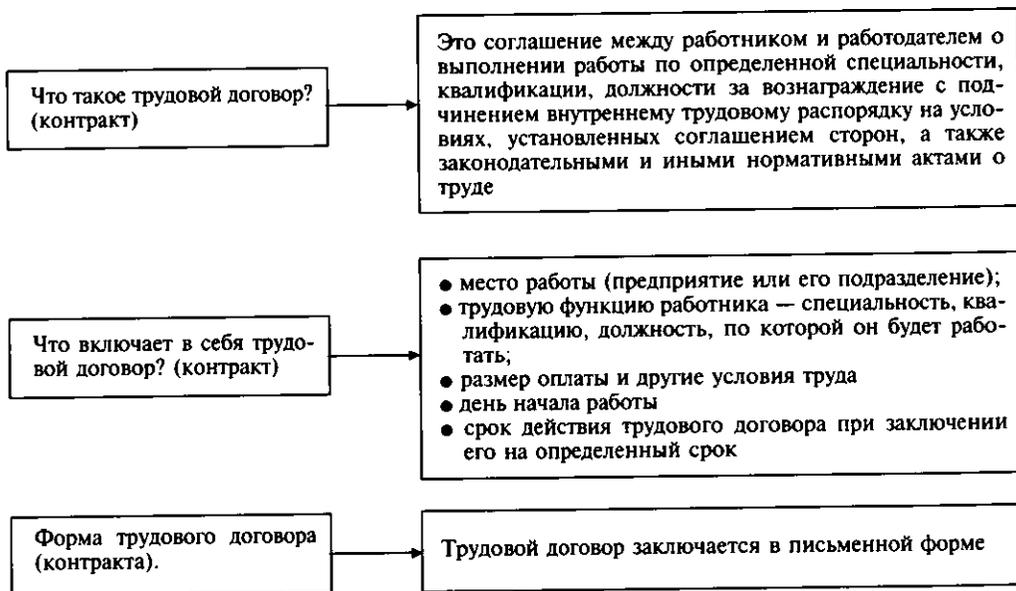 Что такое трудовой договор?
(контракт)
Это соглашение между работником и работодателем о
выполнении работы по определенной специальности,
квалификации, должности за вознаграждение с под-
чинением внутреннему трудовому распорядку на усло-
виях, установленных соглашением сторон, а также
законодательными и иными нормативными актами о
труде
Что включает в себя трудо-
вой договор? (контракт)
● место работы (предприятие или его подразделение);
● трудовую функцию работника — специальность, ква-
лификацию, должность, по которой он будет рабо-
тать;
● размер оплаты и другие условия труда
● день начала работы
● срок действия трудового договора при заключении
его на определенный срок
Форма трудового договора
(контракта).
Трудовой договор заключается в письменной форме